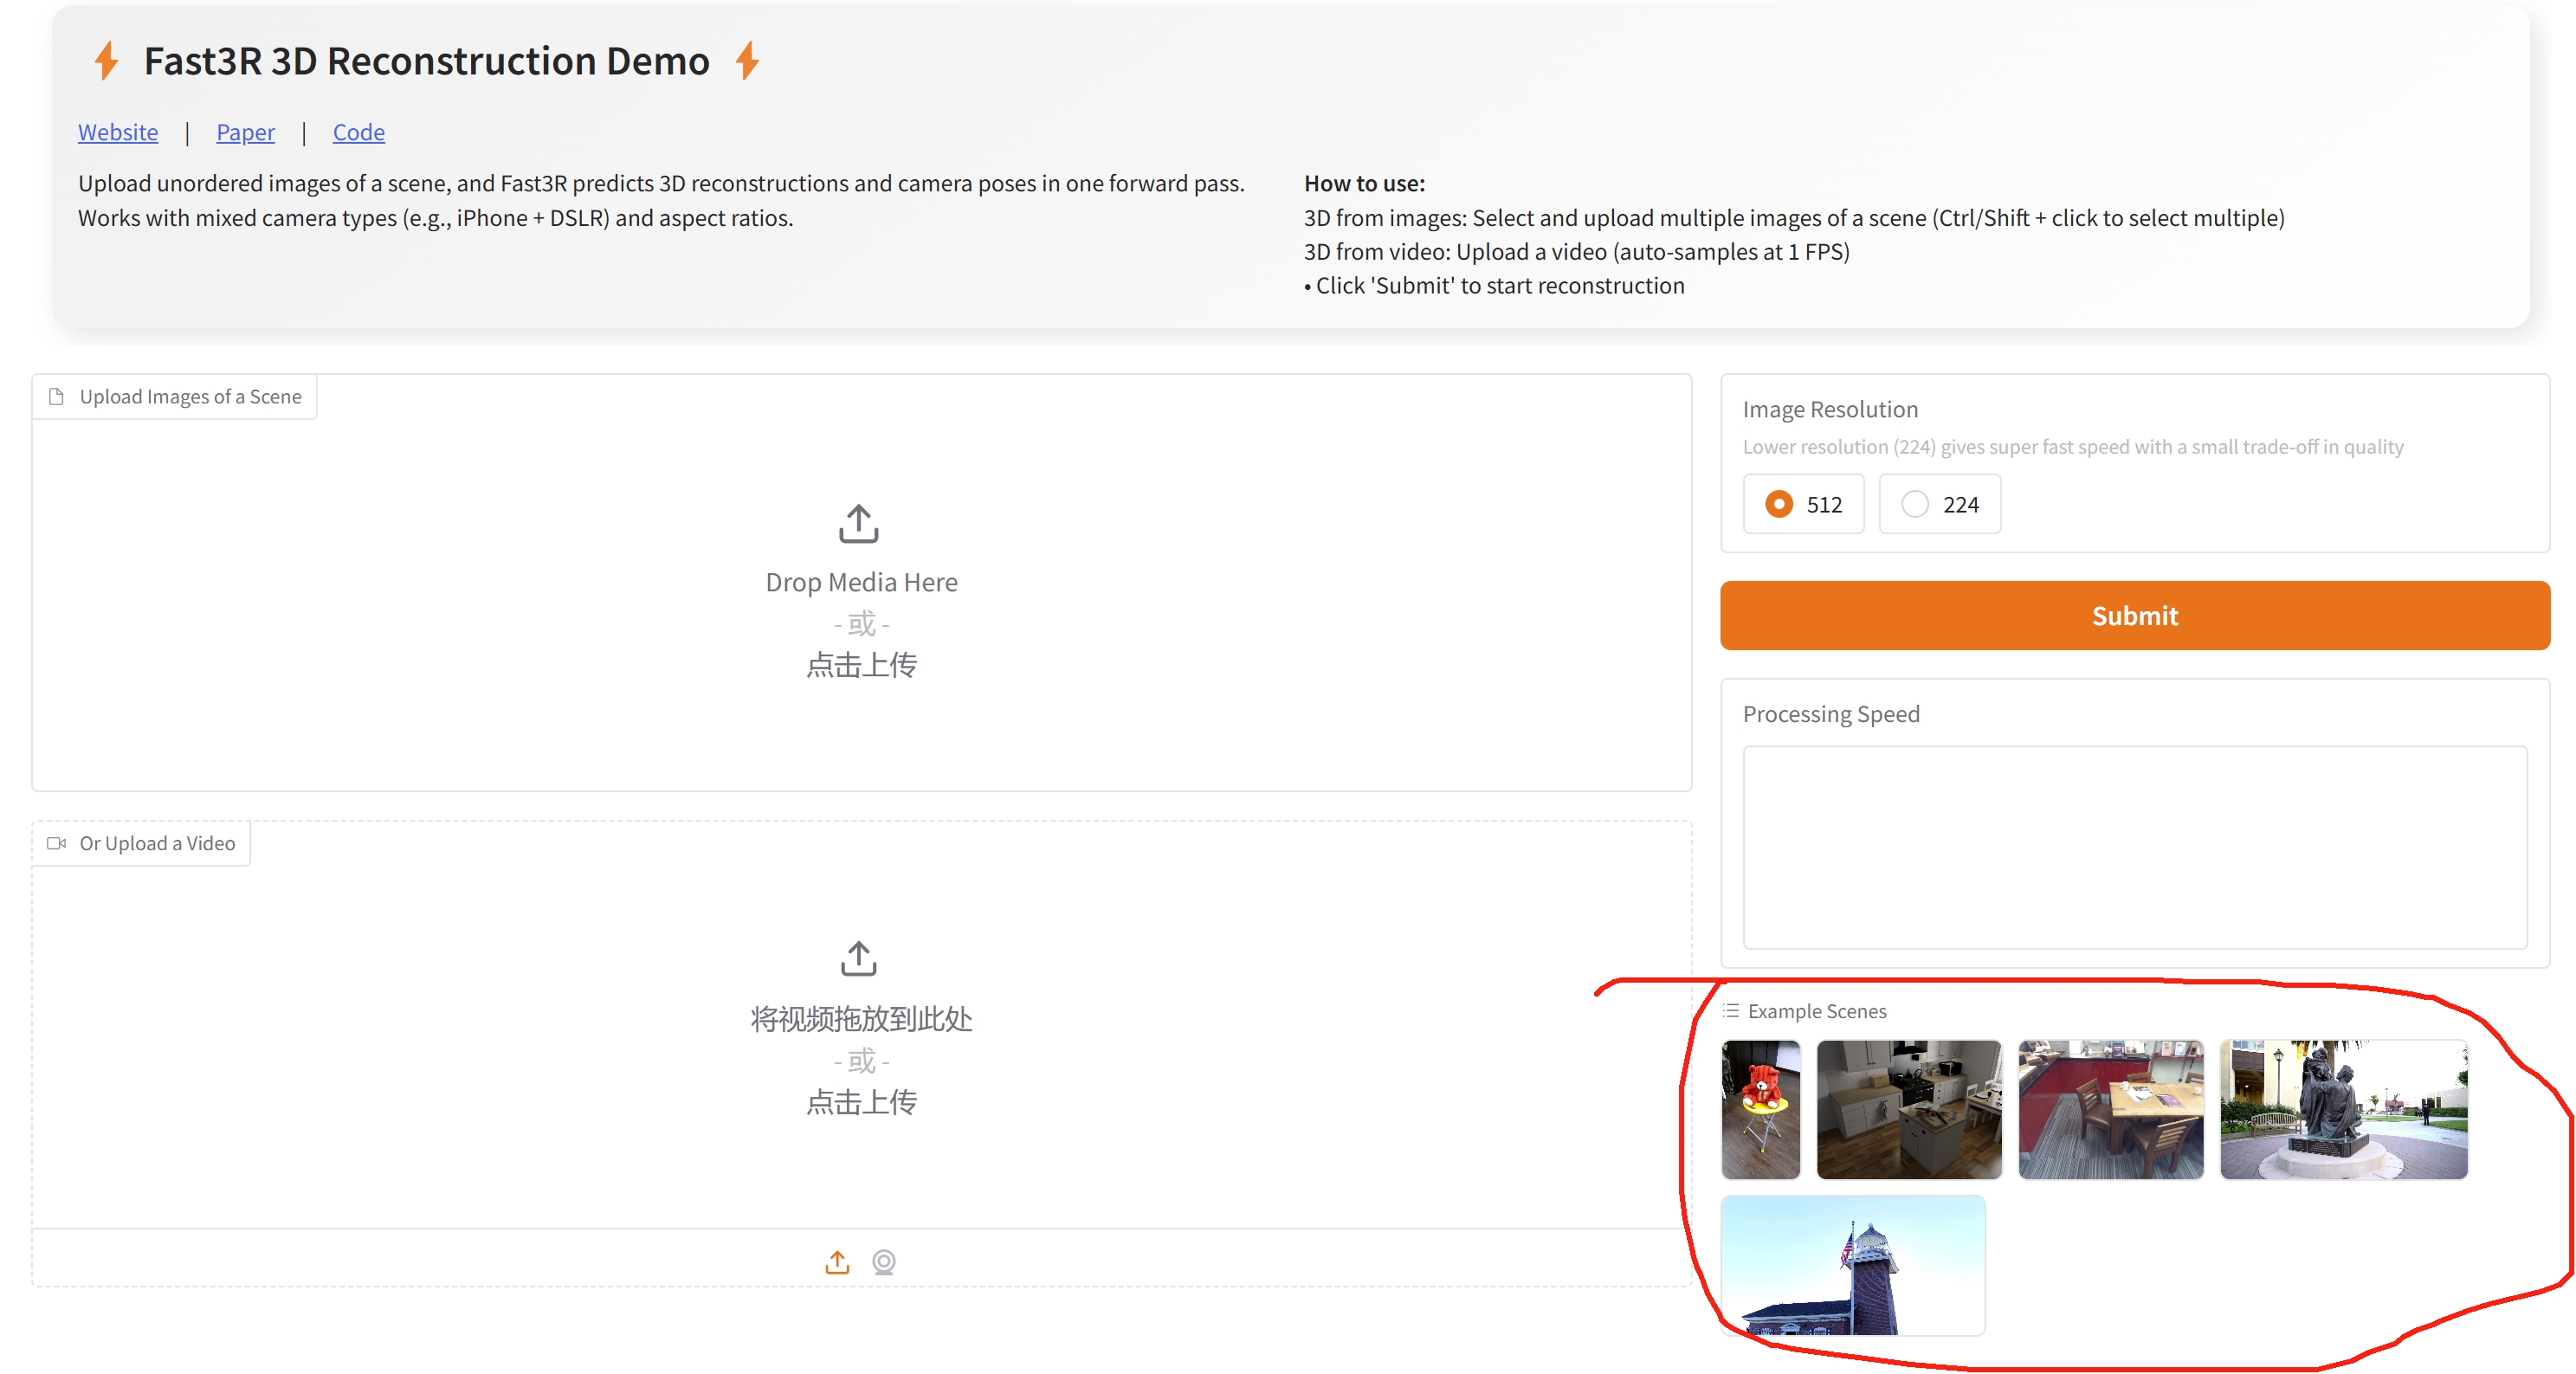 Fast3R 3D Reconstruction Demo
Website | Paper | Code
Upload unordered images of a scene, and Fast3R predicts 3D reconstructions and camera poses in one forward pass.
Works with mixed camera types (e.g., iPhone + DSLR) and aspect ratios.
How to use:
3D from images: Select and upload multiple images of a scene (Ctrl/Shift + click to select multiple)
3D from video: Upload a video (auto-samples at 1 FPS)
• Click 'Submit' to start reconstruction
Upload Images of a Scene
Drop Media Here
- 或 -
点击上传
Or Upload a Video
将视频拖放到此处
- 或 -
点击上传
Image Resolution
Lower resolution (224) gives super fast speed with a small trade-off in quality
512
224
Submit
Processing Speed
Example Scenes